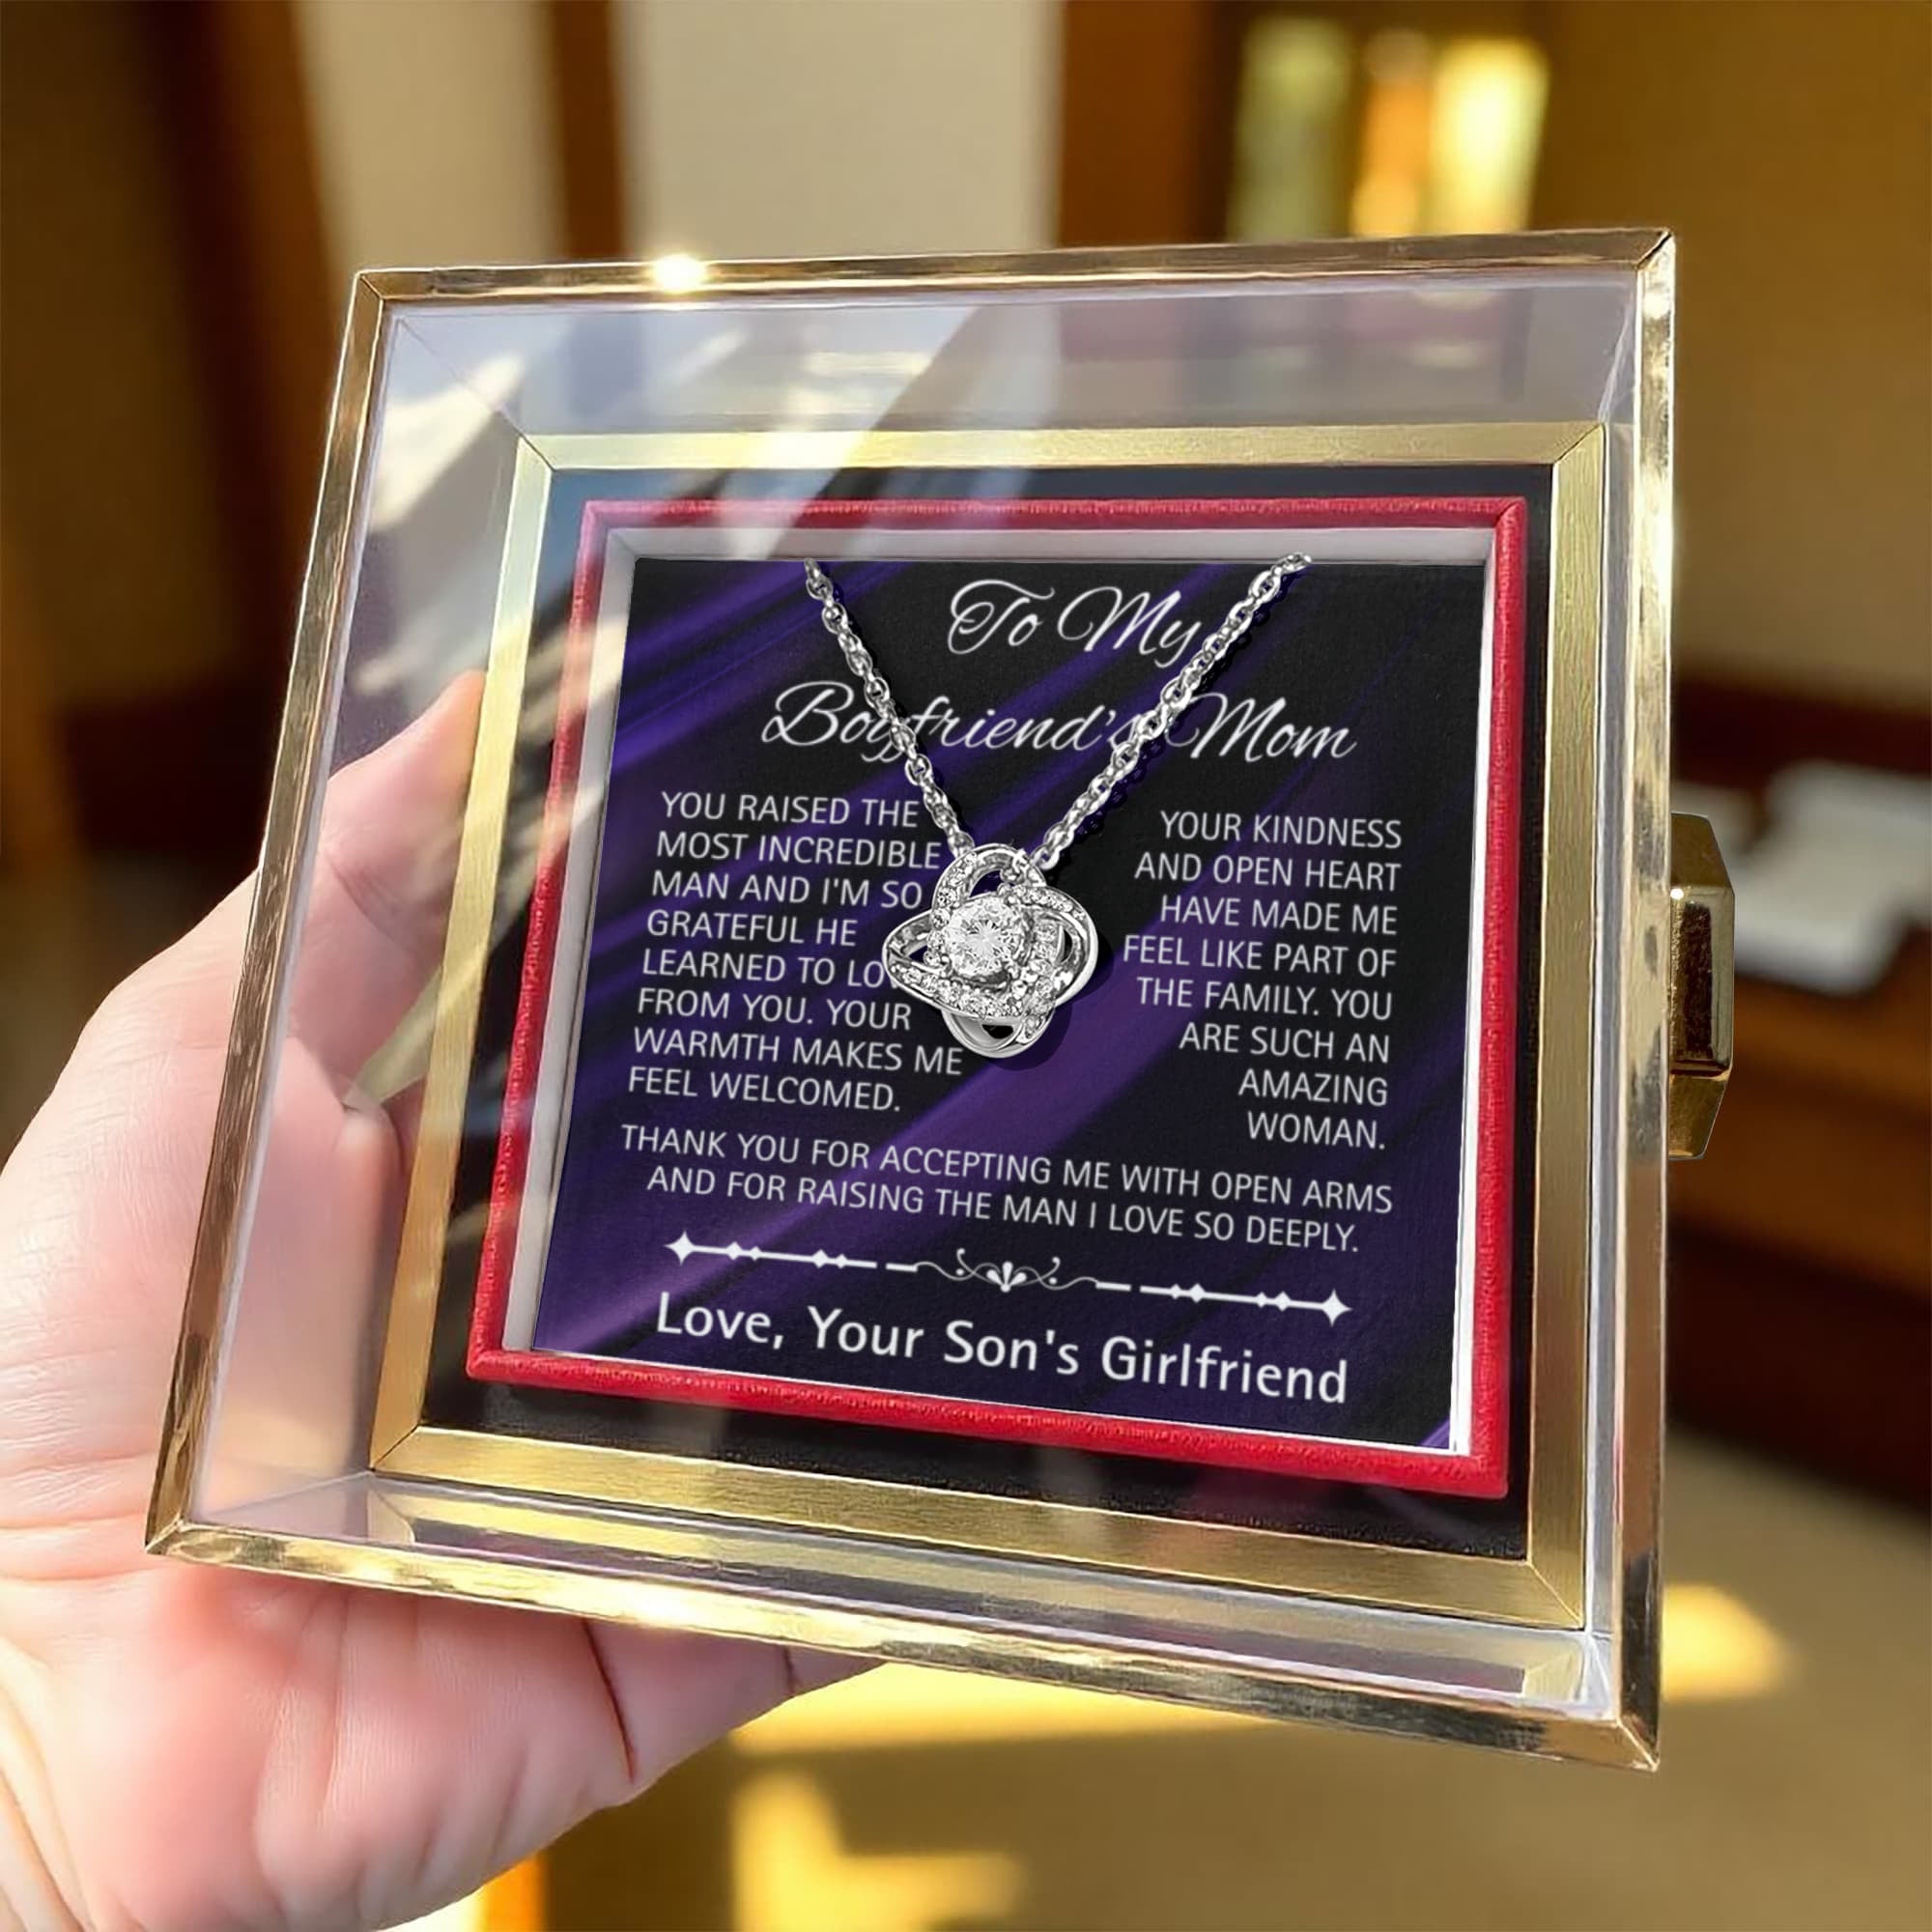 To My
Boyfriend's Mom
YOU RAISED THE
MOST INCREDIBLE
MAN AND I'M SO
GRATEFUL HE
LEARNED TO LO
FROM YOU. YOUR
WARMTH MAKES ME
FEEL WELCOMED.
YOUR KINDNESS
AND OPEN HEART
HAVE MADE ME
FEEL LIKE PART OF
THE FAMILY. YOU
ARE SUCH AN
AMAZING
WOMAN.
THANK YOU FOR ACCEPTING ME WITH OPEN ARMS
AND FOR RAISING THE MAN I LOVE SO DEEPLY.
Love, Your Son's Girlfriend